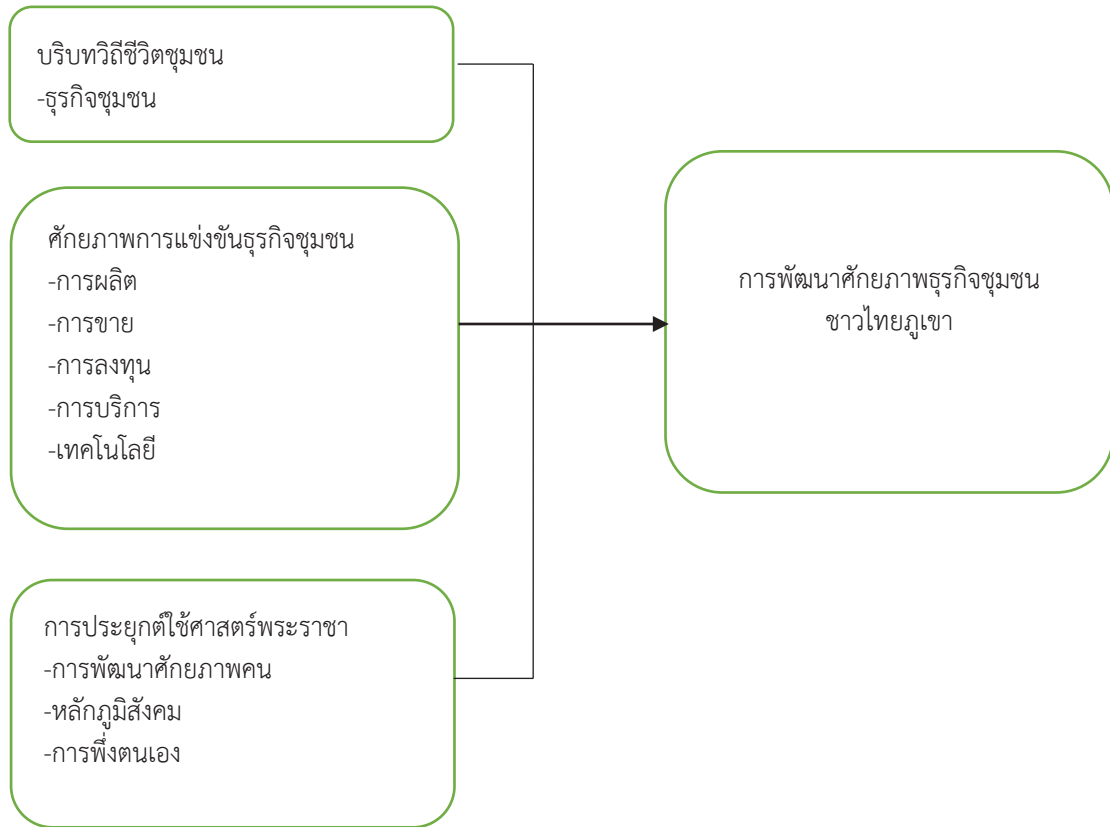 บริบทวิถีชีวิตชุมชน
-ธุรกิจชุมชน
ศักยภาพการแข่งขันธุรกิจชุมชน
-การผลิต
-การขาย
-การลงทุน
-การบริการ
-เทคโนโลยี
การประยุกต์ใช้ศาสตร์พระราชา
-การพัฒนาศักยภาพคน
-หลักภูมิสังคม
-การพึ่งตนเอง
การพัฒนาศักยภาพธุรกิจชุมชน
ชาวไทยภูเขา